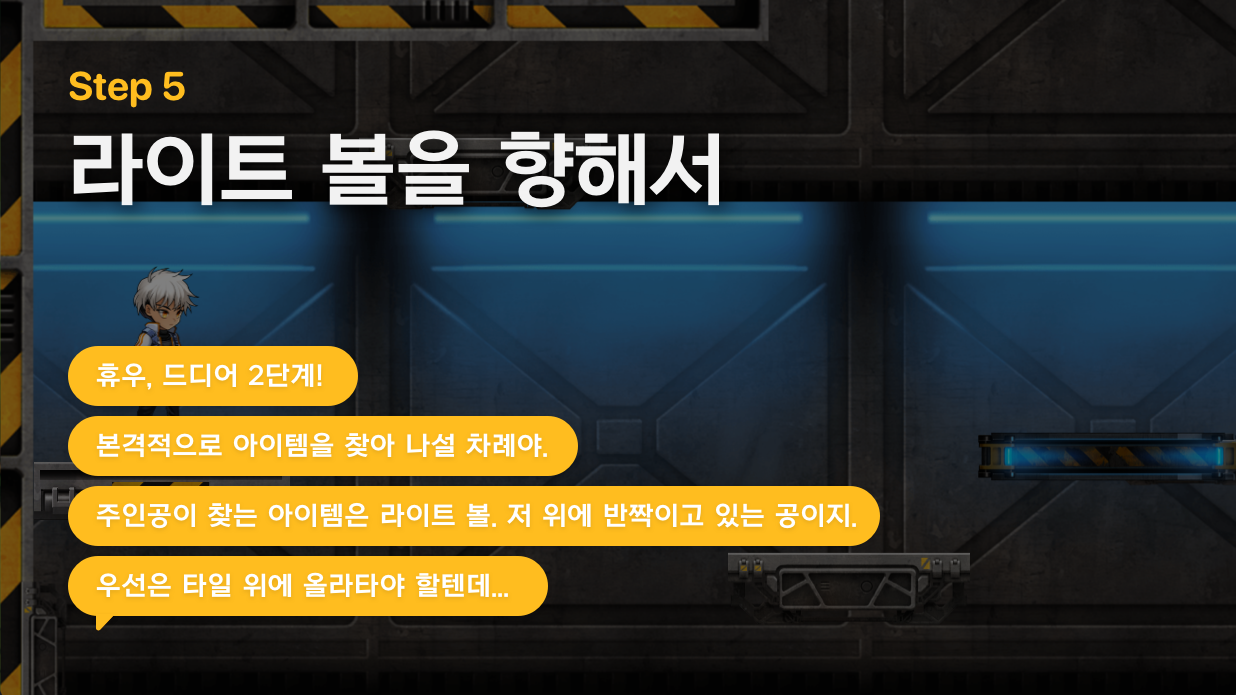 Step 5
라이트 볼을 향해서
휴우, 드디어 2단계!
본격적으로 아이템을 찾아 나설 차례야.
주인공이 찾는 아이템은 라이트 볼. 저 위에 반짝이고 있는 공이지.
우선은 타일 위에 올라타야 할텐데...